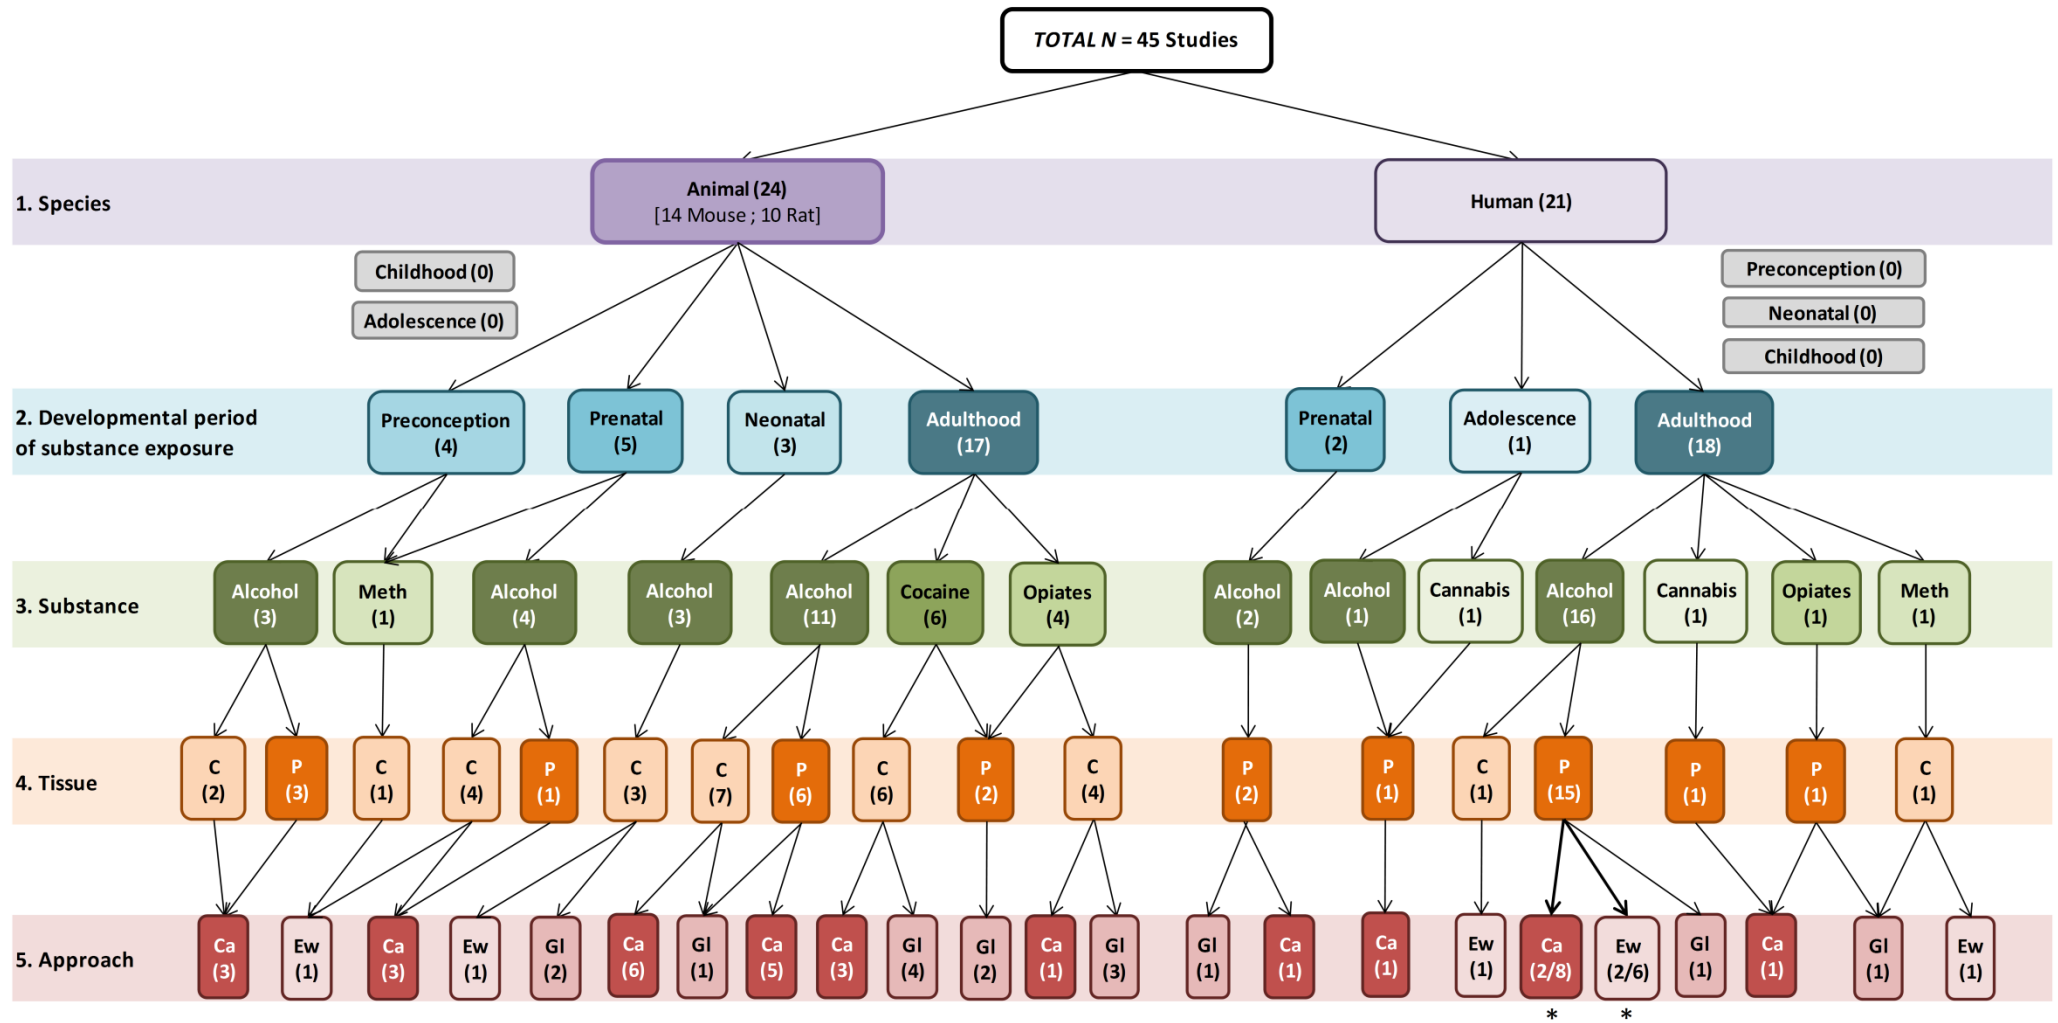 TOTAL N = 45 Studies
1. Species
Animal (24)
[14 Mouse ; 10 Rat]
Human (21)
Childhood (0)
Adolescence (0)
Preconception (0)
Neonatal (0)
Childhood (0)
2. Developmental period
of substance exposure
Preconception
(4)
Prenatal
(5)
Neonatal
(3)
Adulthood
(17)
Prenatal
(2)
Adolescence
(1)
Adulthood
(18)
3. Substance
Alcohol
(3)
Meth
(1)
Alcohol
(4)
Alcohol
(3)
Alcohol
(11)
Cocaine
(6)
Opiates
(4)
Alcohol
(2)
Alcohol
(1)
Cannabis
(1)
Alcohol
(16)
Cannabis
(1)
Opiates
(1)
Meth
(1)
4. Tissue
C
(2)
P
(3)
C
(1)
C
(4)
P
(1)
C
(3)
C
(7)
P
(6)
C
(6)
P
(2)
C
(4)
P
(2)
P
(1)
C
(1)
P
(15)
P
(1)
P
(1)
C
(1)
5. Approach
Ca
(3)
Ew
(1)
Ca
(3)
Ew
(1)
Gl
(2)
Ca
(6)
Gl
(1)
Ca
(5)
Ca
(3)
Gl
(4)
Gl
(2)
Ca
(1)
Gl
(3)
Gl
(1)
Ca
(1)
Ca
(1)
Ew
(1)
Ca
(2/8)
Ew
(2/6)
Gl
(1)
Ca
(1)
Gl
(1)
Ew
(1)
*
*